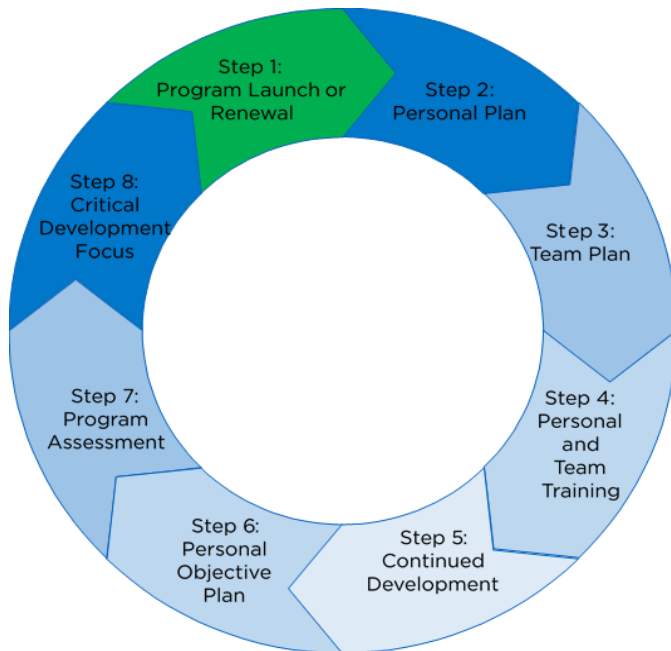 Step 1:
Program Launch or
Renewal
Step 2:
Personal Plan
Step 3:
Team Plan
Step 4:
Personal
and
Team
Training
Step 5:
Continued
Development
Step 6:
Personal
Objective
Plan
Step 7:
Program
Assessment
Step 8:
Critical
Development
Focus